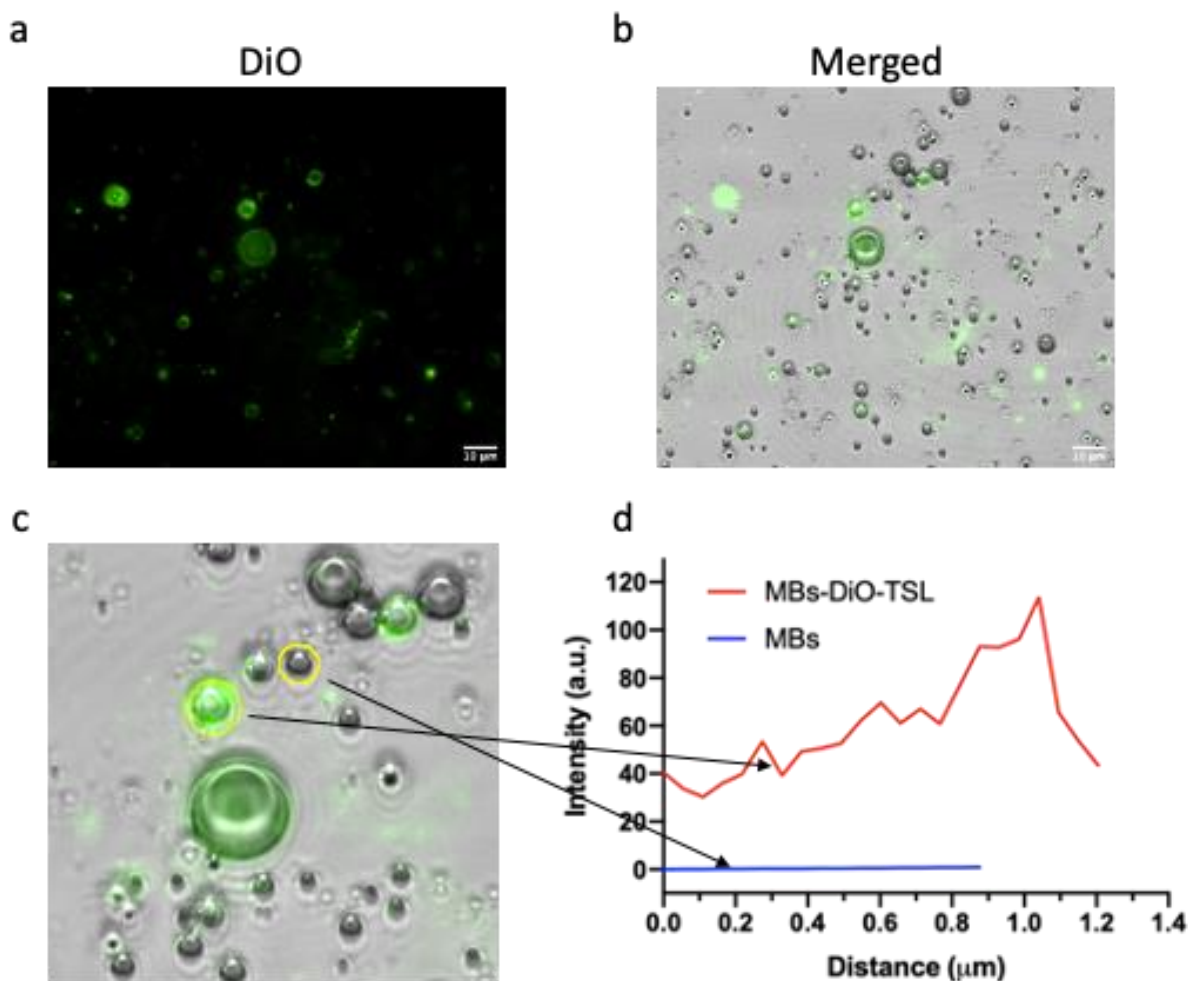 a
DiO
10 µm
b
Merged
10 µm
c
d
MBs-DiO-TSL
MBs
Intensity (a.u.)
120
100
80
60
40
20
0
0.0 0.2 0.4 0.6 0.8 1.0 1.2 1.4
Distance (µm)